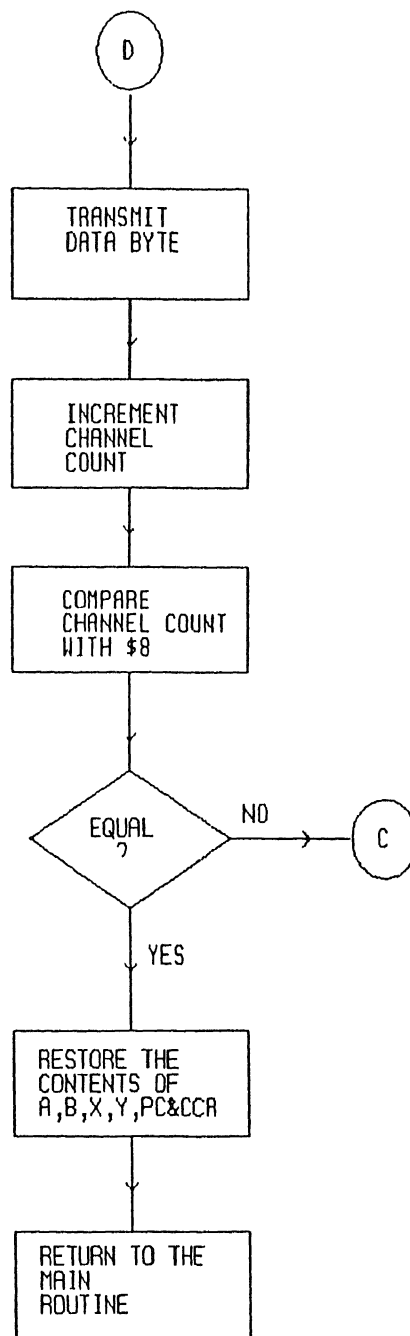 D
TRANSMIT
DATA BYTE
INCREMENT
CHANNEL
COUNT
COMPARE
CHANNEL COUNT
WITH $8
EQUAL
?
NO
C
YES
RESTORE THE
CONTENTS OF
A,B,X,Y,PC&CCR
RETURN TO THE
MAIN
ROUTINE